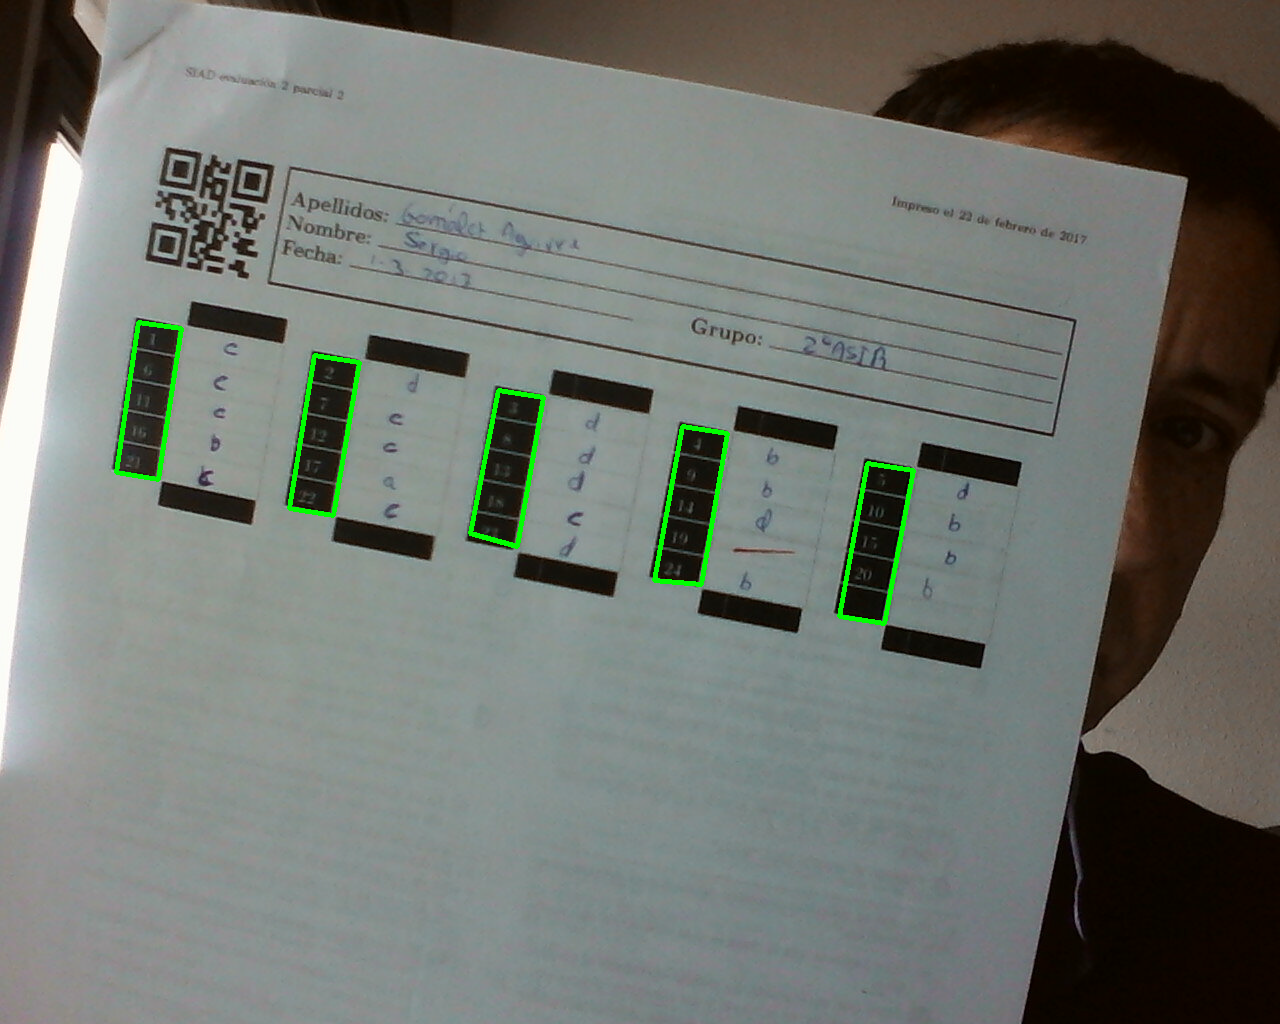 SIAD evaluación 2 parcial 2
Impreso el 22 de febrero de 2017
Apellidos: González Aguirre
Nombre: Sergio
Fecha: 1-3-2017
Grupo: 2ºASIR
1 c 2 d 3 d 4 b 5 d
6 c 7 c 8 d 9 b 10 b
11 c 12 c 13 d 14 d 15 b
16 b 17 a 18 c 19 — 20 b
21 c 22 c 23 d 24 b